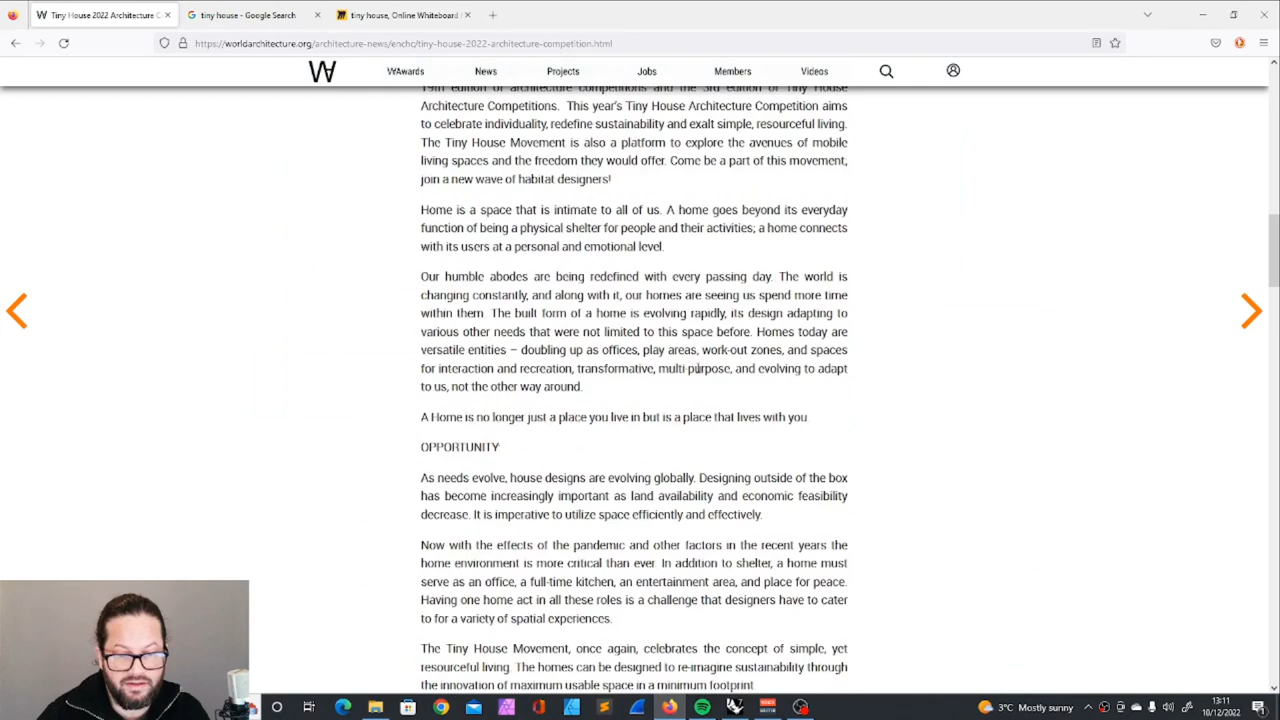 Tiny House 2022 Architecture C
tiny house - Google Search
tiny house, Online Whiteboard
https://worldarchitecture.org/architecture-news/enchc/tiny-house-2022-architecture-competition.html
WAwards News Projects Jobs Members Videos
19th edition of architecture competitions and the 3rd edition of Tiny House
Architecture Competitions. This year's Tiny House Architecture Competition aims
to celebrate individuality, redefine sustainability and exalt simple, resourceful living.
The Tiny House Movement is also a platform to explore the avenues of mobile
living spaces and the freedom they would offer. Come be a part of this movement,
join a new wave of habitat designers!
Home is a space that is intimate to all of us. A home goes beyond its everyday
function of being a physical shelter for people and their activities; a home connects
with its users at a personal and emotional level.
Our humble abodes are being redefined with every passing day. The world is
changing constantly, and along with it, our homes are seeing us spend more time
within them. The built form of a home is evolving rapidly, its design adapting to
various other needs that were not limited to this space before. Homes today are
versatile entities – doubling up as offices, play areas, work-out zones, and spaces
for interaction and recreation, transformative, multi-purpose, and evolving to adapt
to us, not the other way around.
A Home is no longer just a place you live in but is a place that lives with you.
OPPORTUNITY:
As needs evolve, house designs are evolving globally. Designing outside of the box
has become increasingly important as land availability and economic feasibility
decrease. It is imperative to utilize space efficiently and effectively.
Now with the effects of the pandemic and other factors in the recent years the
home environment is more critical than ever. In addition to shelter, a home must
serve as an office, a full-time kitchen, an entertainment area, and place for peace.
Having one home act in all these roles is a challenge that designers have to cater
to for a variety of spatial experiences.
The Tiny House Movement, once again, celebrates the concept of simple, yet
resourceful living. The homes can be designed to re-imagine sustainability through
the innovation of maximum usable space in a minimum footprint.
3°C Mostly sunny
13:11
10/12/2022